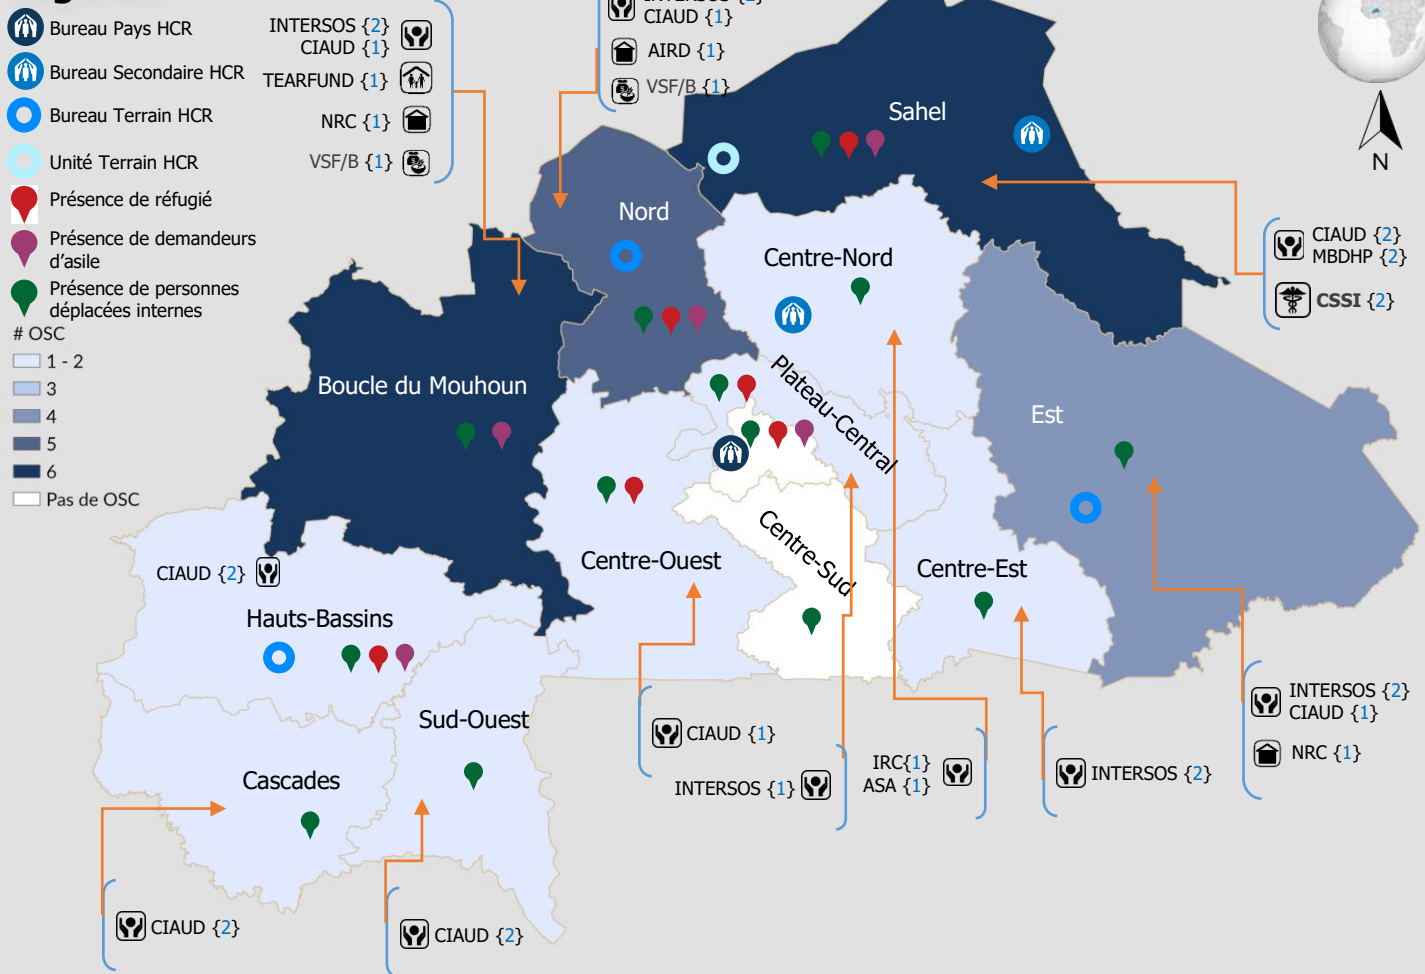 Bureau Pays HCR
Bureau Secondaire HCR
Bureau Terrain HCR
Unité Terrain HCR
Présence de réfugié
Présence de demandeurs
d'asile
Présence de personnes
déplacées internes
# OSC
1 - 2
3
4
5
6
Pas de OSC
INTERSOS {2}
CIAUD {1}
TEARFUND {1}
NRC {1}
VSF/B {1}
CIAUD {1}
AIRD {1}
VSF/B {1}
N
Sahel
Nord
Centre-Nord
CIAUD {2}
MBDHP {2}
CSSI {2}
Boucle du Mouhoun
Plateau-Central
Est
Centre-Sud
Centre-Ouest
Centre-Est
CIAUD {2}
Hauts-Bassins
Sud-Ouest
Cascades
CIAUD {1}
INTERSOS {1}
IRC{1}
ASA {1}
INTERSOS {2}
INTERSOS {2}
CIAUD {1}
NRC {1}
CIAUD {2}
CIAUD {2}